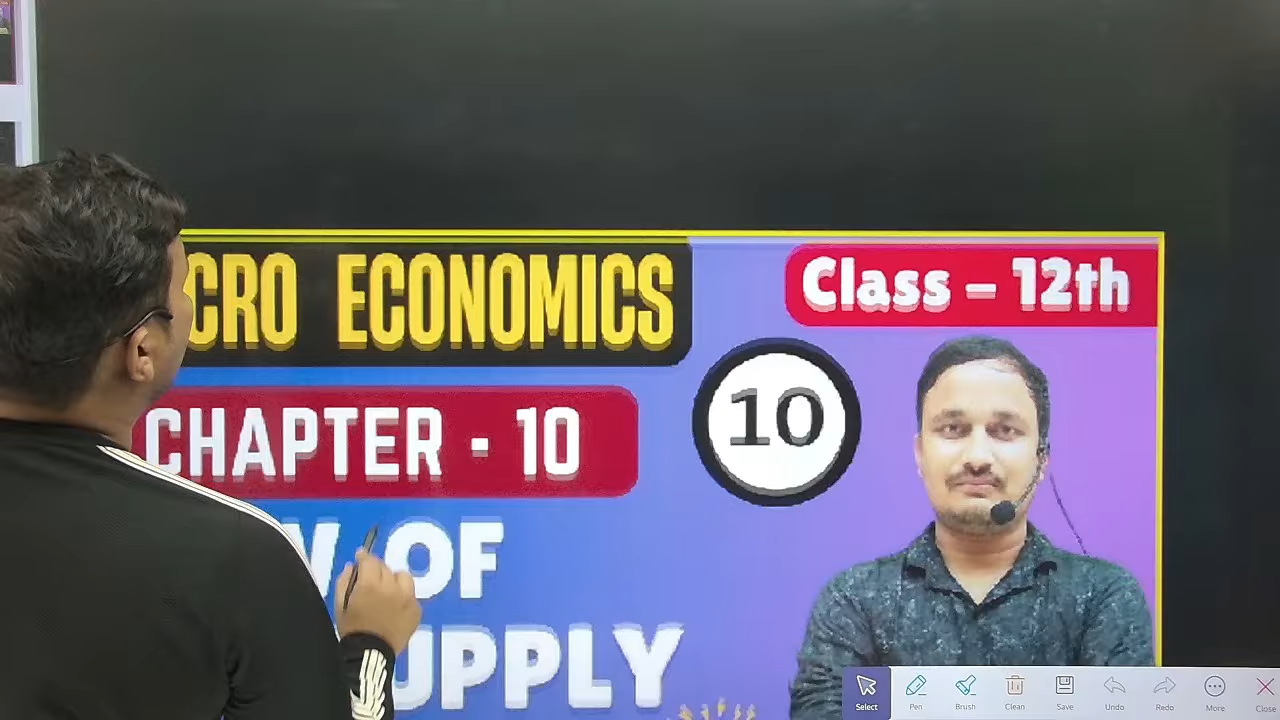 CRO ECONOMICS
Class – 12th
CHAPTER - 10
10
W OF
UPPLY
Select
Pen
Brush
Clean
Save
Undo
Redo
More
Close